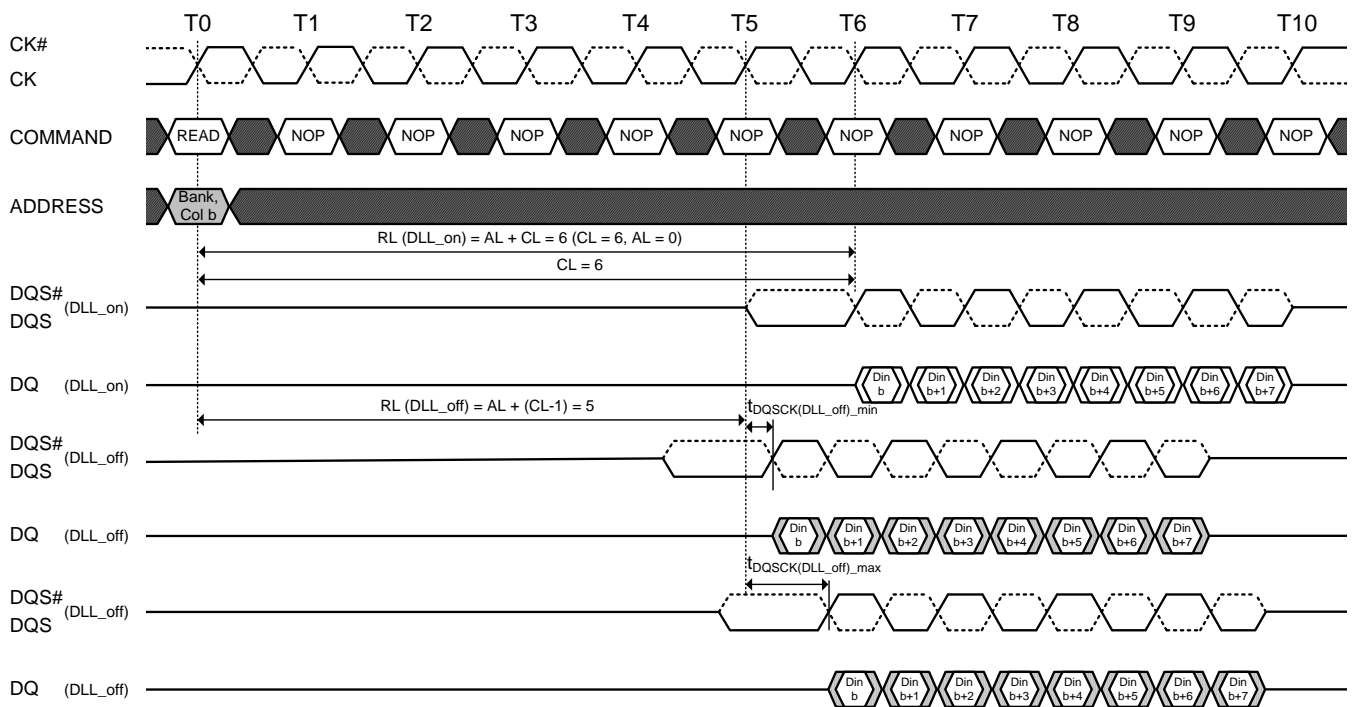 T0 T1 T2 T3 T4 T5 T6 T7 T8 T9 T10
CK#
CK
COMMAND READ NOP NOP NOP NOP NOP NOP NOP NOP NOP NOP
ADDRESS Bank, Col b
RL (DLL_on) = AL + CL = 6 (CL = 6, AL = 0)
CL = 6
DQS# (DLL_on)
DQS
DQ (DLL_on) Din b Din b+1 Din b+2 Din b+3 Din b+4 Din b+5 Din b+6 Din b+7
RL (DLL_off) = AL + (CL-1) = 5 tDQSCK(DLL_off)_min
DQS# (DLL_off)
DQS
DQ (DLL_off) Din b Din b+1 Din b+2 Din b+3 Din b+4 Din b+5 Din b+6 Din b+7
tDQSCK(DLL_off)_max
DQS# (DLL_off)
DQS
DQ (DLL_off) Din b Din b+1 Din b+2 Din b+3 Din b+4 Din b+5 Din b+6 Din b+7